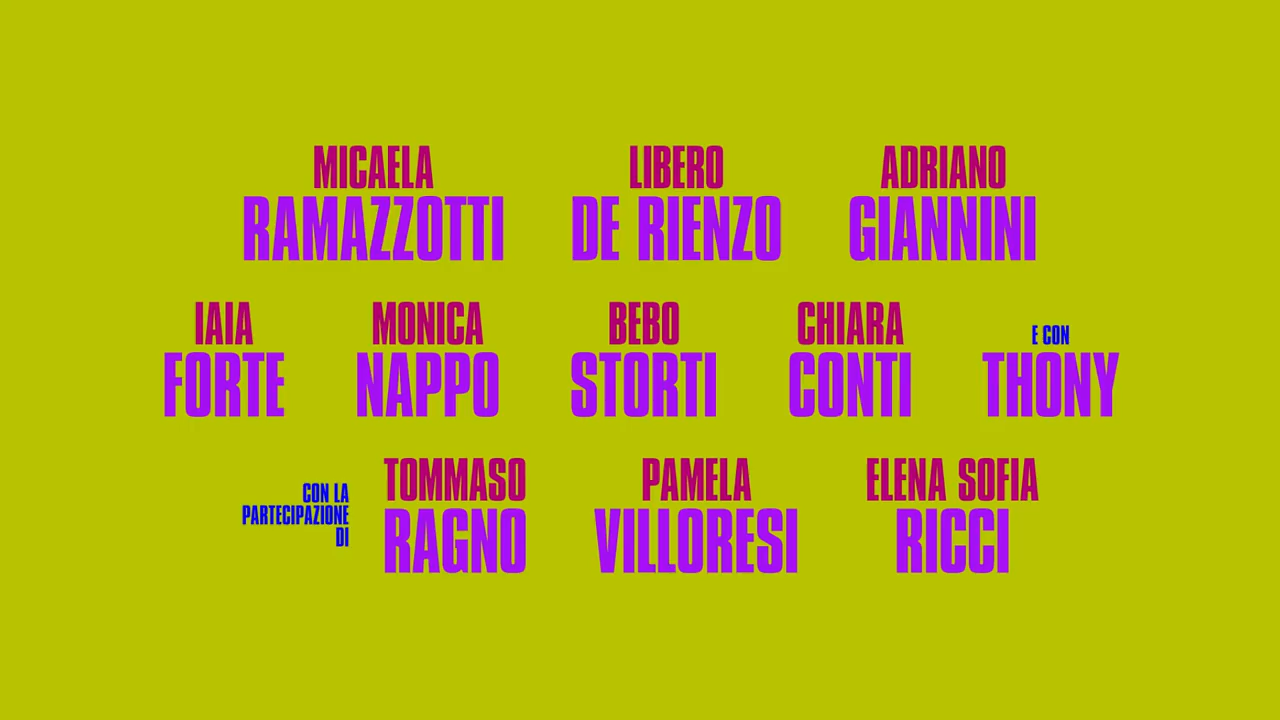 MICAELA RAMAZZOTTI
LIBERO DE RIENZO
ADRIANO GIANNINI
IAIA FORTE
MONICA NAPPO
BEBO STORTI
CHIARA CONTI
E CON THONY
CON LA PARTECIPAZIONE DI
TOMMASO RAGNO
PAMELA VILLORESI
ELENA SOFIA RICCI